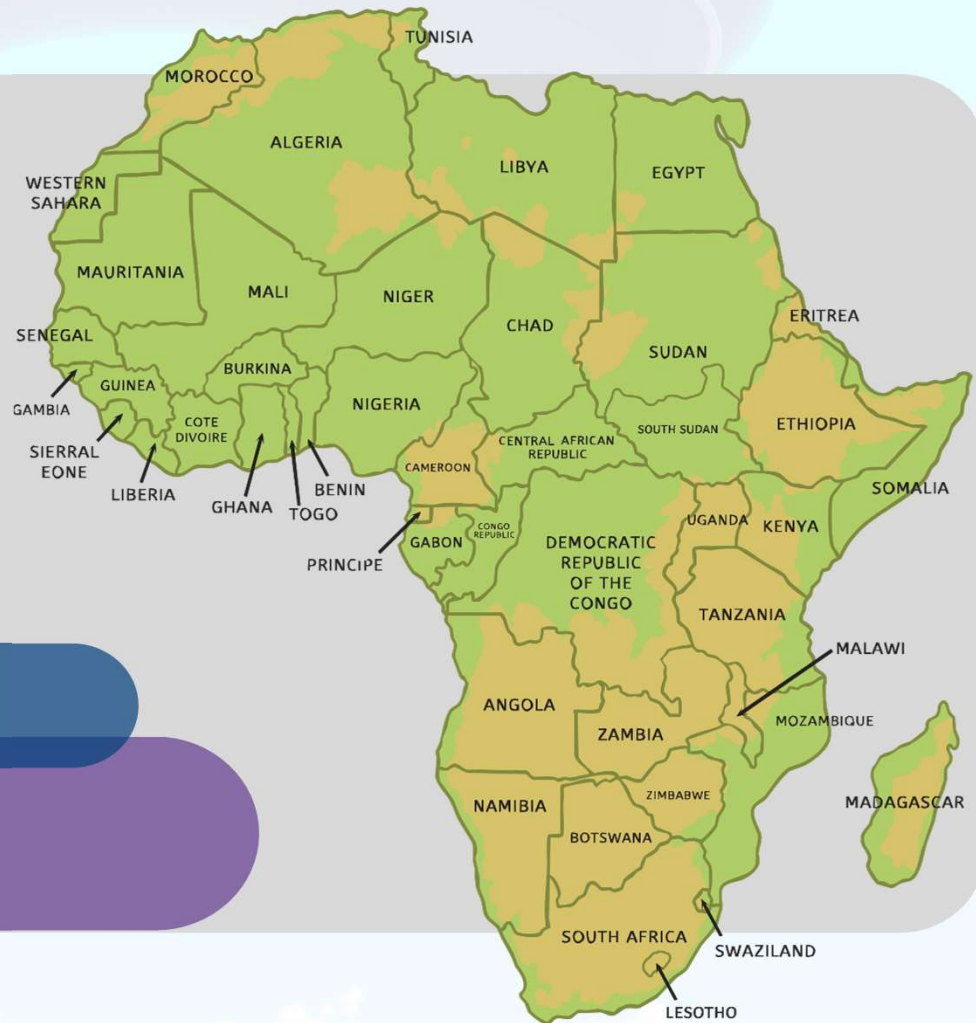 TUNISIA
MOROCCO
ALGERIA
LIBYA
EGYPT
WESTERN
SAHARA
MAURITANIA
MALI
NIGER
CHAD
SUDAN
ERITREA
SENEGAL
GAMBIA
GUINEA
BURKINA
NIGERIA
SIERRAL
EONE
LIBERIA
COTE
DIVOIRE
GHANA
TOGO
BENIN
CAMEROON
CENTRAL AFRICAN
REPUBLIC
SOUTH SUDAN
ETHIOPIA
SOMALIA
PRINCIPE
GABON
CONGO
REPUBLIC
DEMOCRATIC
REPUBLIC
OF THE
CONGO
UGANDA
KENYA
TANZANIA
MALAWI
ANGOLA
ZAMBIA
MOZAMBIQUE
NAMIBIA
ZIMBABWE
BOTSWANA
MADAGASCAR
SOUTH AFRICA
SWAZILAND
LESOTHO